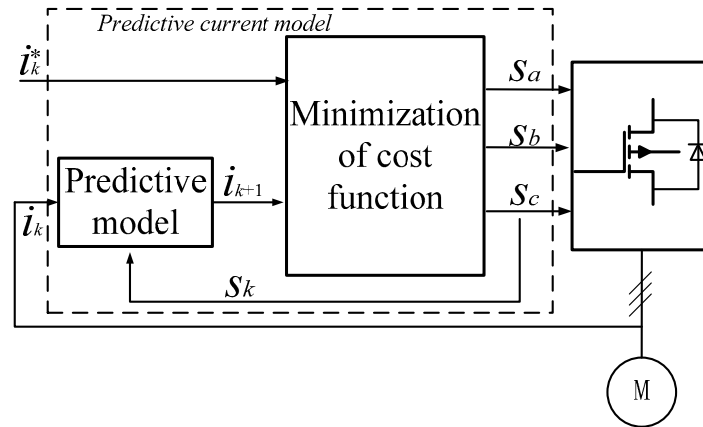 Predictive current model
i*k
Minimization
of cost
function
Sa
Sb
Sc
Predictive
model
ik
ik+1
Sk
M